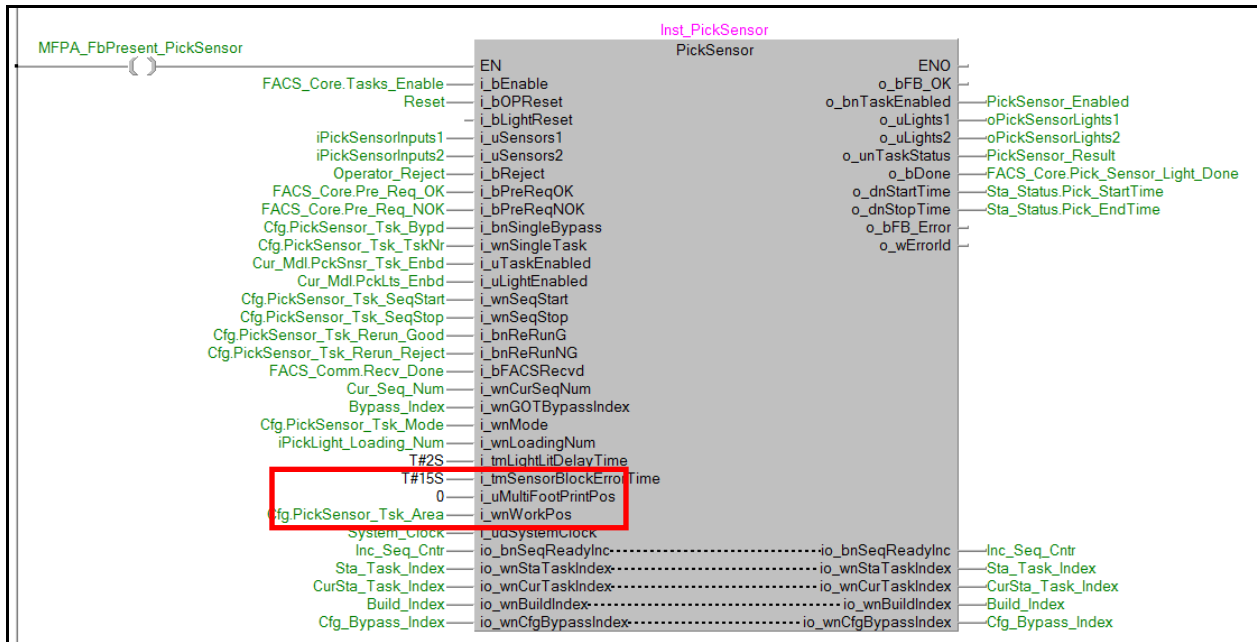 Inst_PickSensor
MFPA_FbPresent_PickSensor PickSensor
EN ENO
FACS_Core.Tasks_Enable i_bEnable o_bFB_OK
Reset i_bOPReset o_bnTaskEnabled PickSensor_Enabled
i_bLightReset o_uLights1 oPickSensorLights1
iPickSensorInputs1 i_uSensors1 o_uLights2 oPickSensorLights2
iPickSensorInputs2 i_uSensors2 o_unTaskStatus PickSensor_Result
Operator_Reject i_bReject o_bDone FACS_Core.Pick_Sensor_Light_Done
FACS_Core.Pre_Req_OK i_bPreReqOK o_dnStartTime Sta_Status.Pick_StartTime
FACS_Core.Pre_Req_NOK i_bPreReqNOK o_dnStopTime Sta_Status.Pick_EndTime
Cfg.PickSensor_Tsk_Bypd i_bnSingleBypass o_bFB_Error
Cfg.PickSensor_Tsk_TskNr i_wnSingleTask o_wErrorId
Cur_Mdl.PckSnsr_Tsk_Enbd i_uTaskEnabled
Cur_Mdl.PckLts_Enbd i_uLightEnabled
Cfg.PickSensor_Tsk_SeqStart i_wnSeqStart
Cfg.PickSensor_Tsk_SeqStop i_wnSeqStop
Cfg.PickSensor_Tsk_Rerun_Good i_bnReRunG
Cfg.PickSensor_Tsk_Rerun_Reject i_bnReRunNG
FACS_Comm.Recv_Done i_bFACSRecvd
Cur_Seq_Num i_wnCurSeqNum
Bypass_Index i_wnGOTBypassIndex
Cfg.PickSensor_Tsk_Mode i_wnMode
iPickLight_Loading_Num i_wnLoadingNum
T#2S i_tmLightLitDelayTime
T#15S i_tmSensorBlockErrorTime
0 i_uMultiFootPrintPos
Cfg.PickSensor_Tsk_Area i_wnWorkPos
System_Clock i_udSystemClock
Inc_Seq_Cntr io_bnSeqReadyInc io_bnSeqReadyInc Inc_Seq_Cntr
Sta_Task_Index io_wnStaTaskIndex io_wnStaTaskIndex Sta_Task_Index
CurSta_Task_Index io_wnCurTaskIndex io_wnCurTaskIndex CurSta_Task_Index
Build_Index io_wnBuildIndex io_wnBuildIndex Build_Index
Cfg_Bypass_Index io_wnCfgBypassIndex io_wnCfgBypassIndex Cfg_Bypass_Index